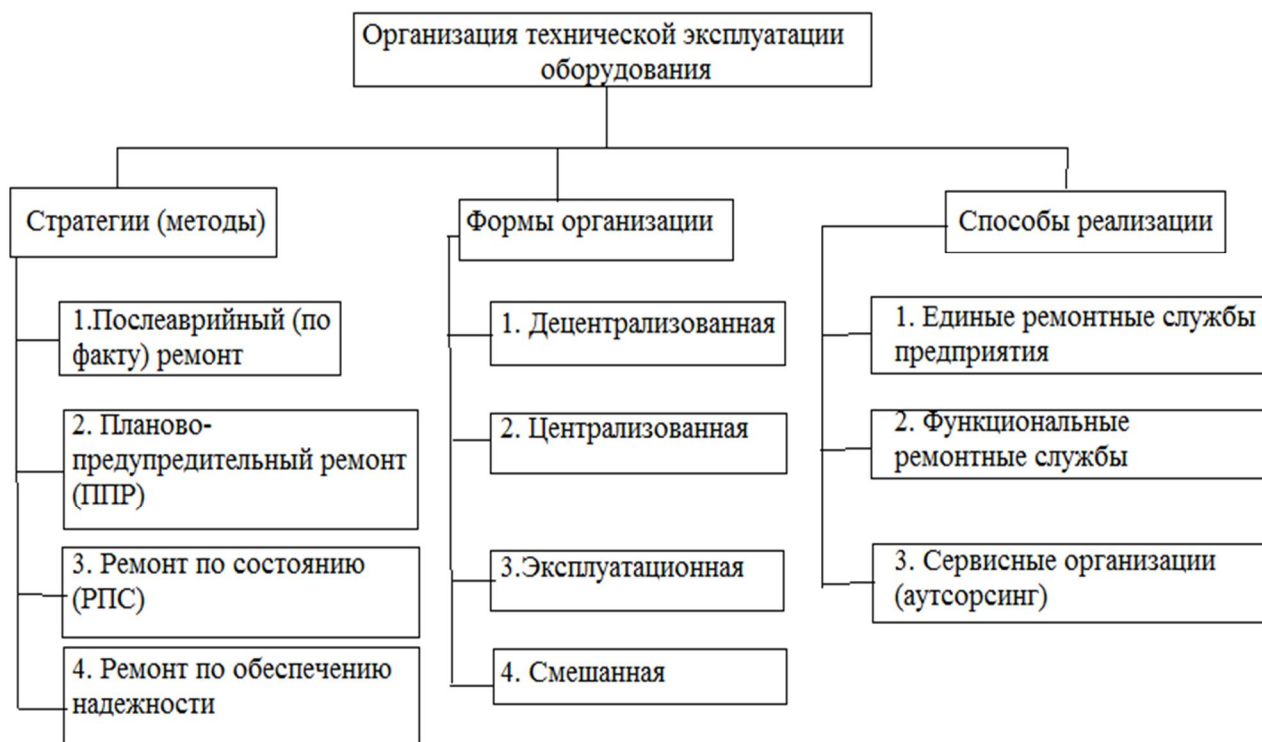 Организация технической эксплуатации
оборудования
Стратегии (методы)
1.Послеаврийный (по
факту) ремонт
2. Планово-
предупредительный ремонт
(ППР)
3. Ремонт по состоянию
(РПС)
4. Ремонт по обеспечению
надежности
Формы организации
1. Децентрализованная
2. Централизованная
3.Эксплуатационная
4. Смешанная
Способы реализации
1. Единые ремонтные службы
предприятия
2. Функциональные
ремонтные службы
3. Сервисные организации
(аутсорсинг)